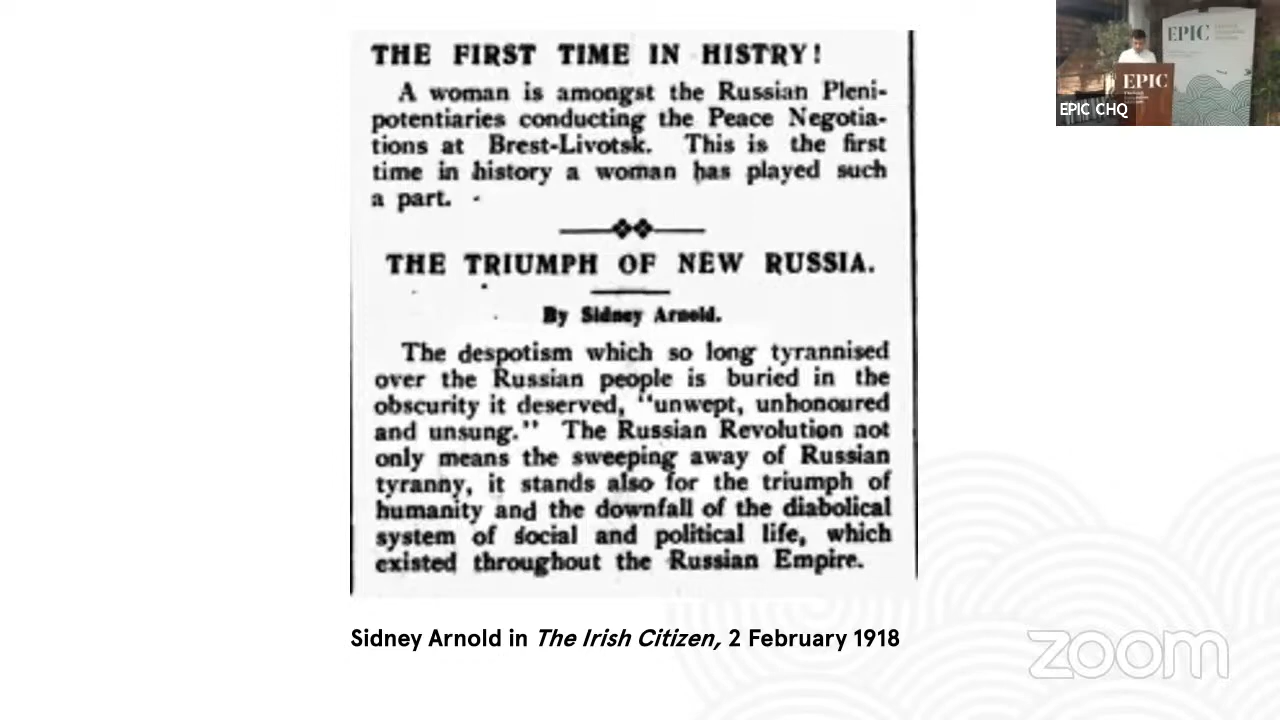 THE FIRST TIME IN HISTRY!
A woman is amongst the Russian Pleni-
potentiaries conducting the Peace Negotia-
tions at Brest-Livotsk. This is the first
time in history a woman has played such
a part.
THE TRIUMPH OF NEW RUSSIA.
By Sidney Arnold.
The despotism which so long tyrannised
over the Russian people is buried in the
obscurity it deserved, "unwept, unhonoured
and unsung." The Russian Revolution not
only means the sweeping away of Russian
tyranny, it stands also for the triumph of
humanity and the downfall of the diabolical
system of social and political life, which
existed throughout the Russian Empire.
Sidney Arnold in The Irish Citizen, 2 February 1918
EPIC
EPIC
EPIC CHQ
zoom